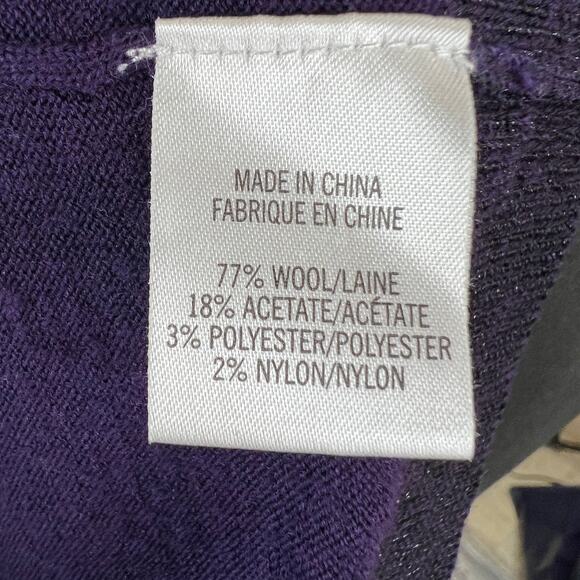 MADE IN CHINA
FABRIQUE EN CHINE
77% WOOL/LAINE
18% ACETATE/ACÉTATE
3% POLYESTER/POLYESTER
2% NYLON/NYLON